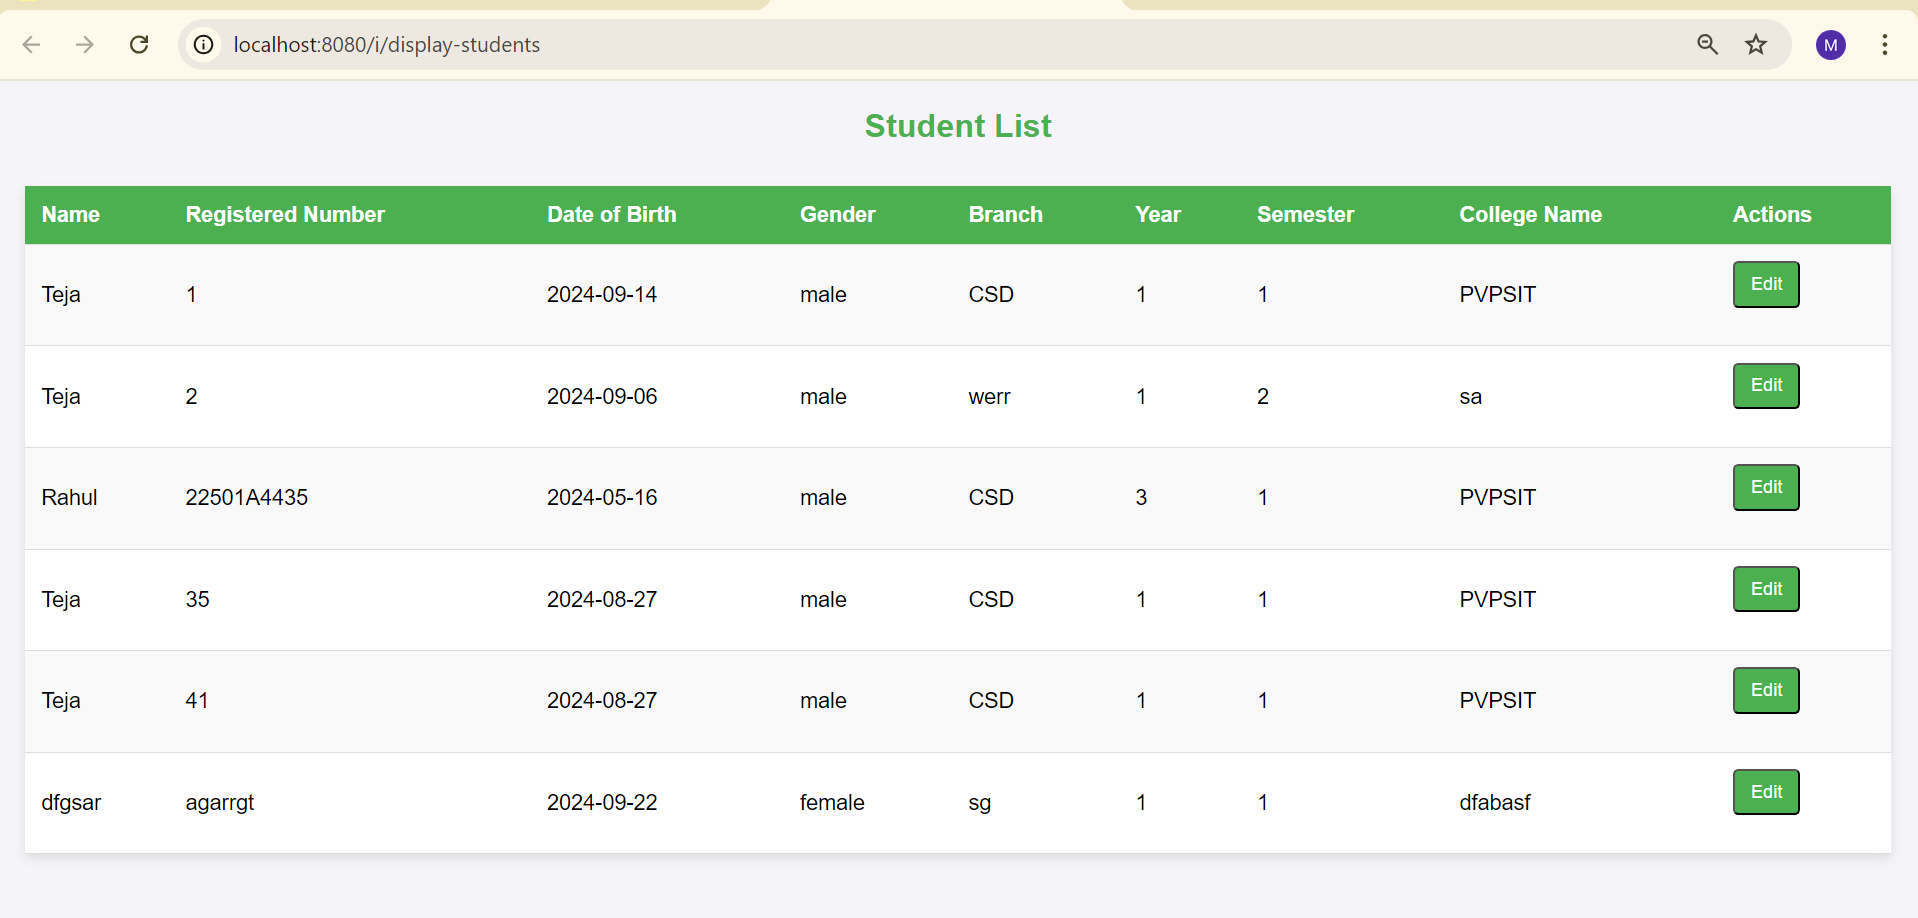 localhost:8080/i/display-students
M
Student List
Name Registered Number Date of Birth Gender Branch Year Semester College Name Actions
Teja 1 2024-09-14 male CSD 1 1 PVPSIT Edit
Teja 2 2024-09-06 male werr 1 2 sa Edit
Rahul 22501A4435 2024-05-16 male CSD 3 1 PVPSIT Edit
Teja 35 2024-08-27 male CSD 1 1 PVPSIT Edit
Teja 41 2024-08-27 male CSD 1 1 PVPSIT Edit
dfgsar agarrgt 2024-09-22 female sg 1 1 dfabasf Edit